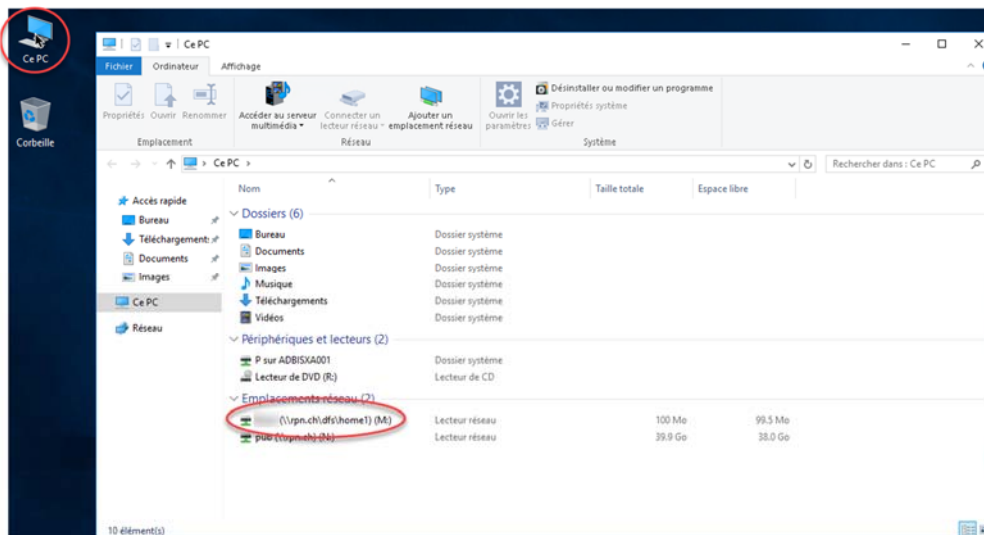 Ce PC
Corbeille
Ce PC
Fichier Ordinateur Affichage
Propriétés Ouvrir Renommer
Accéder au serveur multimédia
Connecter un lecteur réseau
Ajouter un emplacement réseau
Ouvrir les paramètres
Désinstaller ou modifier un programme
Propriétés système
Gérer
Emplacement Réseau Système
Ce PC
Rechercher dans : Ce PC
Accès rapide
Bureau
Téléchargement:
Documents
Images
Ce PC
Réseau
Nom Type Taille totale Espace libre
Dossiers (6)
Bureau Dossier système
Documents Dossier système
Images Dossier système
Musique Dossier système
Téléchargements Dossier système
Vidéos Dossier système
Périphériques et lecteurs (2)
P sur ADBISXA001 Dossier système
Lecteur de DVD (R:) Lecteur de CD
Emplacements réseau (2)
(\\rpn.ch\dfs\home1) (M:) Lecteur réseau 100 Mo 99.5 Mo
pub (\\rpn.ch) (N:) Lecteur réseau 39.9 Go 38.0 Go
10 élément(s)